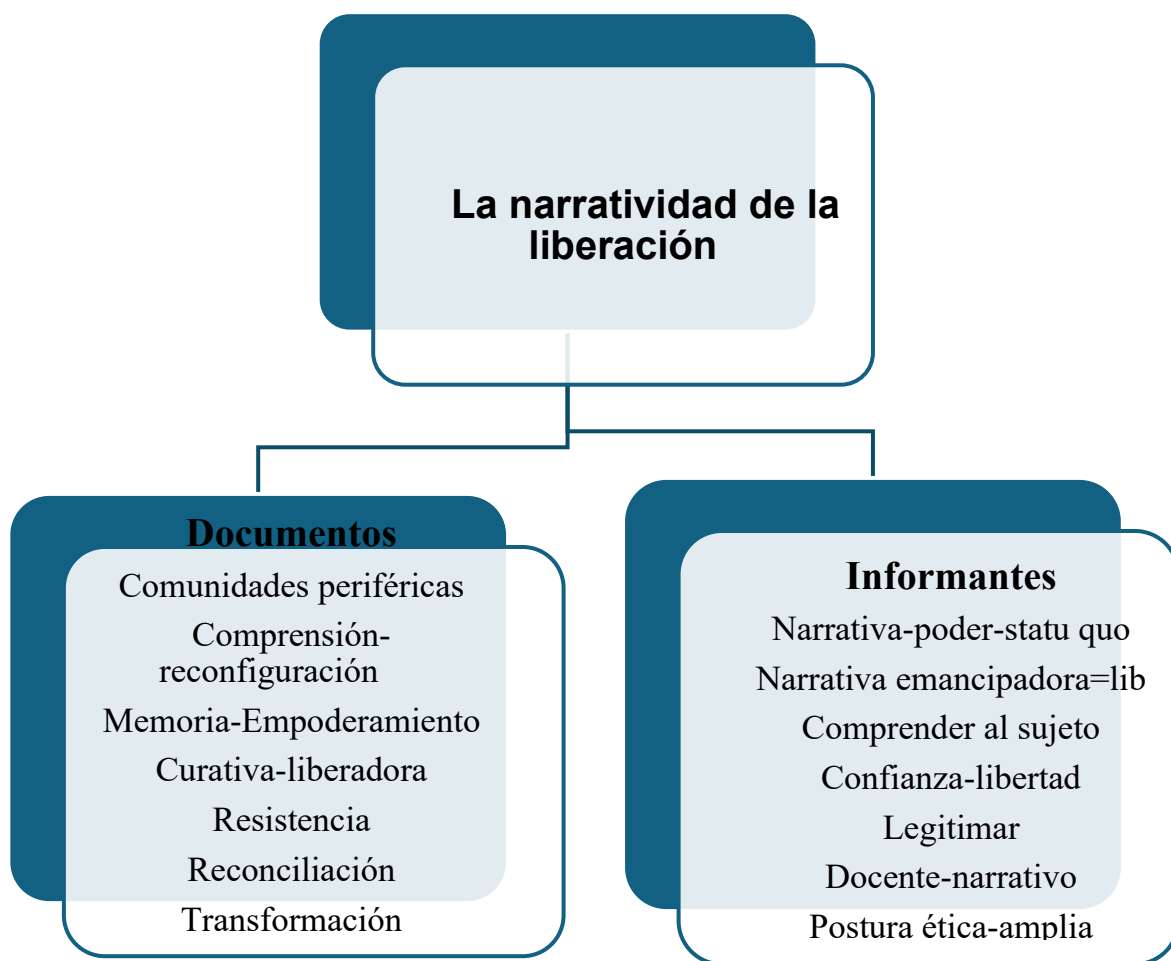 La narratividad de la
liberación
Documentos
Comunidades periféricas
Comprensión-
reconfiguración
Memoria-Empoderamiento
Curativa-liberadora
Resistencia
Reconciliación
Transformación
Informantes
Narrativa-poder-statu quo
Narrativa emancipadora=lib
Comprender al sujeto
Confianza-libertad
Legitimar
Docente-narrativo
Postura ética-amplia